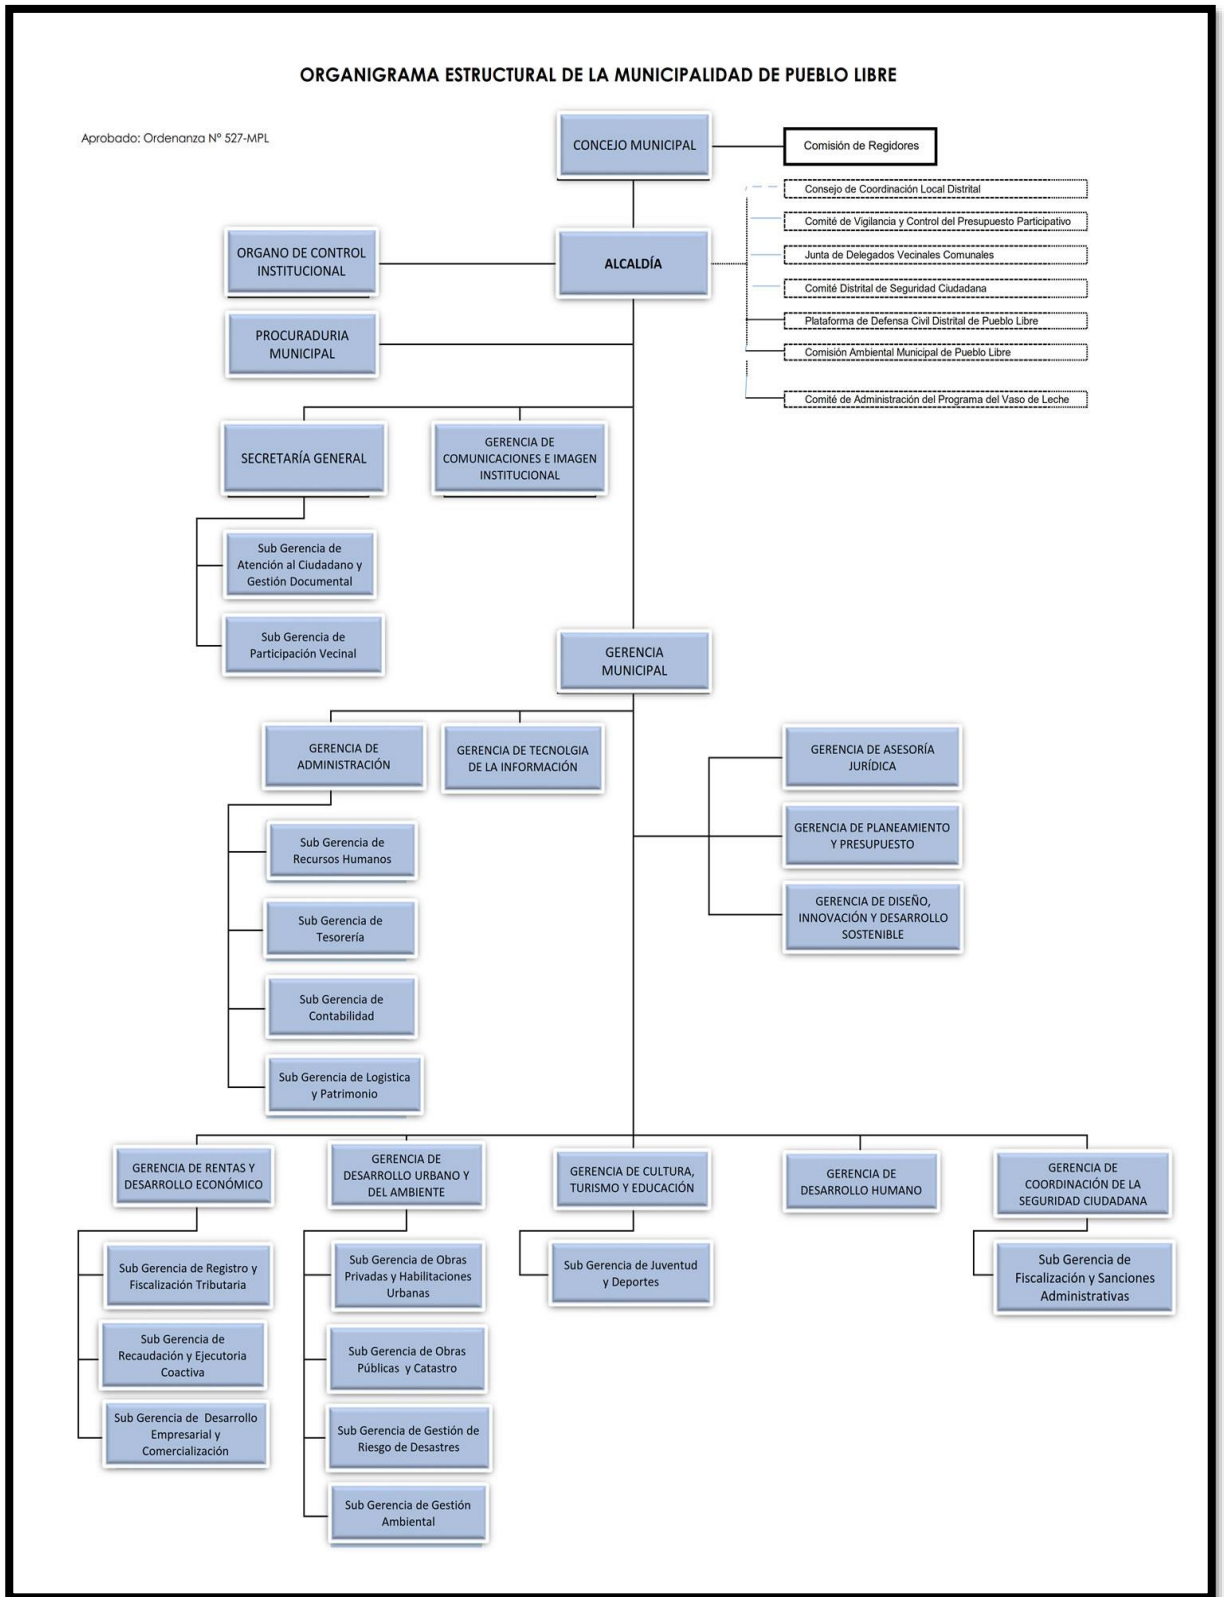 ORGANIGRAMA ESTRUCTURAL DE LA MUNICIPALIDAD DE PUEBLO LIBRE
Aprobado: Ordenanza Nº 527-MPL
CONCEJO MUNICIPAL
Comisión de Regidores
Consejo de Coordinación Local Distrital
Comité de Vigilancia y Control del Presupuesto Participativo
Junta de Delegados Vecinales Comunales
Comité Distrital de Seguridad Ciudadana
Plataforma de Defensa Civil Distrital de Pueblo Libre
Comisión Ambiental Municipal de Pueblo Libre
Comité de Administración del Programa del Vaso de Leche
ORGANO DE CONTROL
INSTITUCIONAL
ALCALDÍA
PROCURADURIA
MUNICIPAL
SECRETARÍA GENERAL
GERENCIA DE
COMUNICACIONES E IMAGEN
INSTITUCIONAL
Sub Gerencia de
Atención al Ciudadano y
Gestión Documental
Sub Gerencia de
Participación Vecinal
GERENCIA
MUNICIPAL
GERENCIA DE
ADMINISTRACIÓN
GERENCIA DE TECNOLGIA
DE LA INFORMACIÓN
GERENCIA DE ASESORÍA
JURÍDICA
GERENCIA DE PLANEAMIENTO
Y PRESUPUESTO
GERENCIA DE DISEÑO,
INNOVACIÓN Y DESARROLLO
SOSTENIBLE
Sub Gerencia de
Recursos Humanos
Sub Gerencia de
Tesorería
Sub Gerencia de
Contabilidad
Sub Gerencia de Logistica
y Patrimonio
GERENCIA DE RENTAS Y
DESARROLLO ECONÓMICO
GERENCIA DE
DESARROLLO URBANO Y
DEL AMBIENTE
GERENCIA DE CULTURA,
TURISMO Y EDUCACIÓN
GERENCIA DE
DESARROLLO HUMANO
GERENCIA DE
COORDINACIÓN DE LA
SEGURIDAD CIUDADANA
Sub Gerencia de Registro y
Fiscalización Tributaria
Sub Gerencia de
Recaudación y Ejecutoria
Coactiva
Sub Gerencia de Desarrollo
Empresarial y
Comercialización
Sub Gerencia de Obras
Privadas y Habilitaciones
Urbanas
Sub Gerencia de Obras
Públicas y Catastro
Sub Gerencia de Gestión de
Riesgo de Desastres
Sub Gerencia de Gestión
Ambiental
Sub Gerencia de Juventud
y Deportes
Sub Gerencia de
Fiscalización y Sanciones
Administrativas